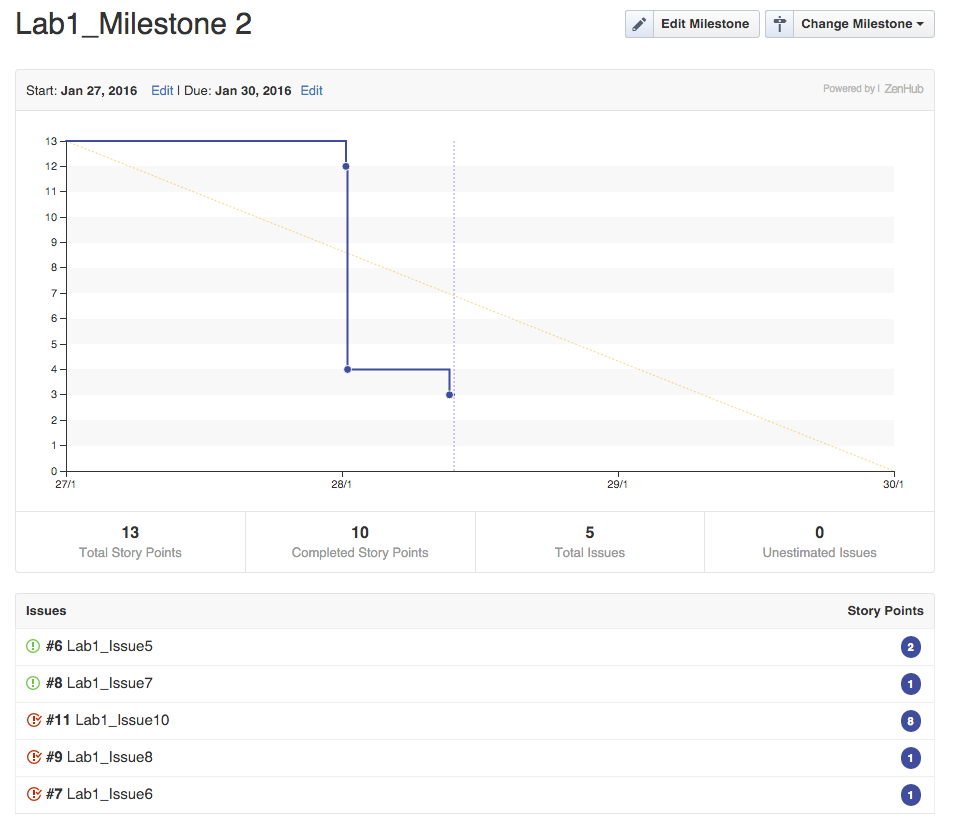 Lab1_Milestone 2
Edit Milestone
Change Milestone
Start: Jan 27, 2016 Edit | Due: Jan 30, 2016 Edit
Powered by | ZenHub
13
12
11
10
9
8
7
6
5
4
3
2
1
0
27/1 28/1 29/1 30/1
13 10 5 0
Total Story Points Completed Story Points Total Issues Unestimated Issues
Issues Story Points
#6 Lab1_Issue5 2
#8 Lab1_Issue7 1
#11 Lab1_Issue10 8
#9 Lab1_Issue8 1
#7 Lab1_Issue6 1